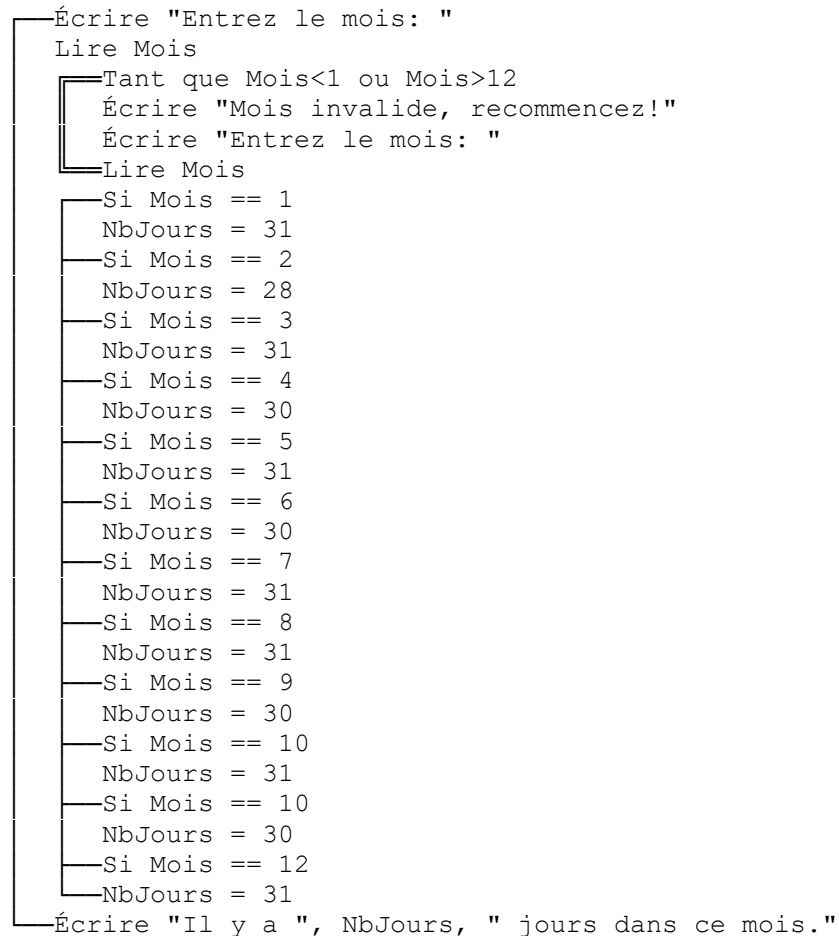 Écrire "Entrez le mois: "
Lire Mois
Tant que Mois<1 ou Mois>12
Écrire "Mois invalide, recommencez!"
Écrire "Entrez le mois: "
Lire Mois
Si Mois == 1
NbJours = 31
Si Mois == 2
NbJours = 28
Si Mois == 3
NbJours = 31
Si Mois == 4
NbJours = 30
Si Mois == 5
NbJours = 31
Si Mois == 6
NbJours = 30
Si Mois == 7
NbJours = 31
Si Mois == 8
NbJours = 31
Si Mois == 9
NbJours = 30
Si Mois == 10
NbJours = 31
Si Mois == 10
NbJours = 30
Si Mois == 12
NbJours = 31
Écrire "Il y a ", NbJours, " jours dans ce mois."